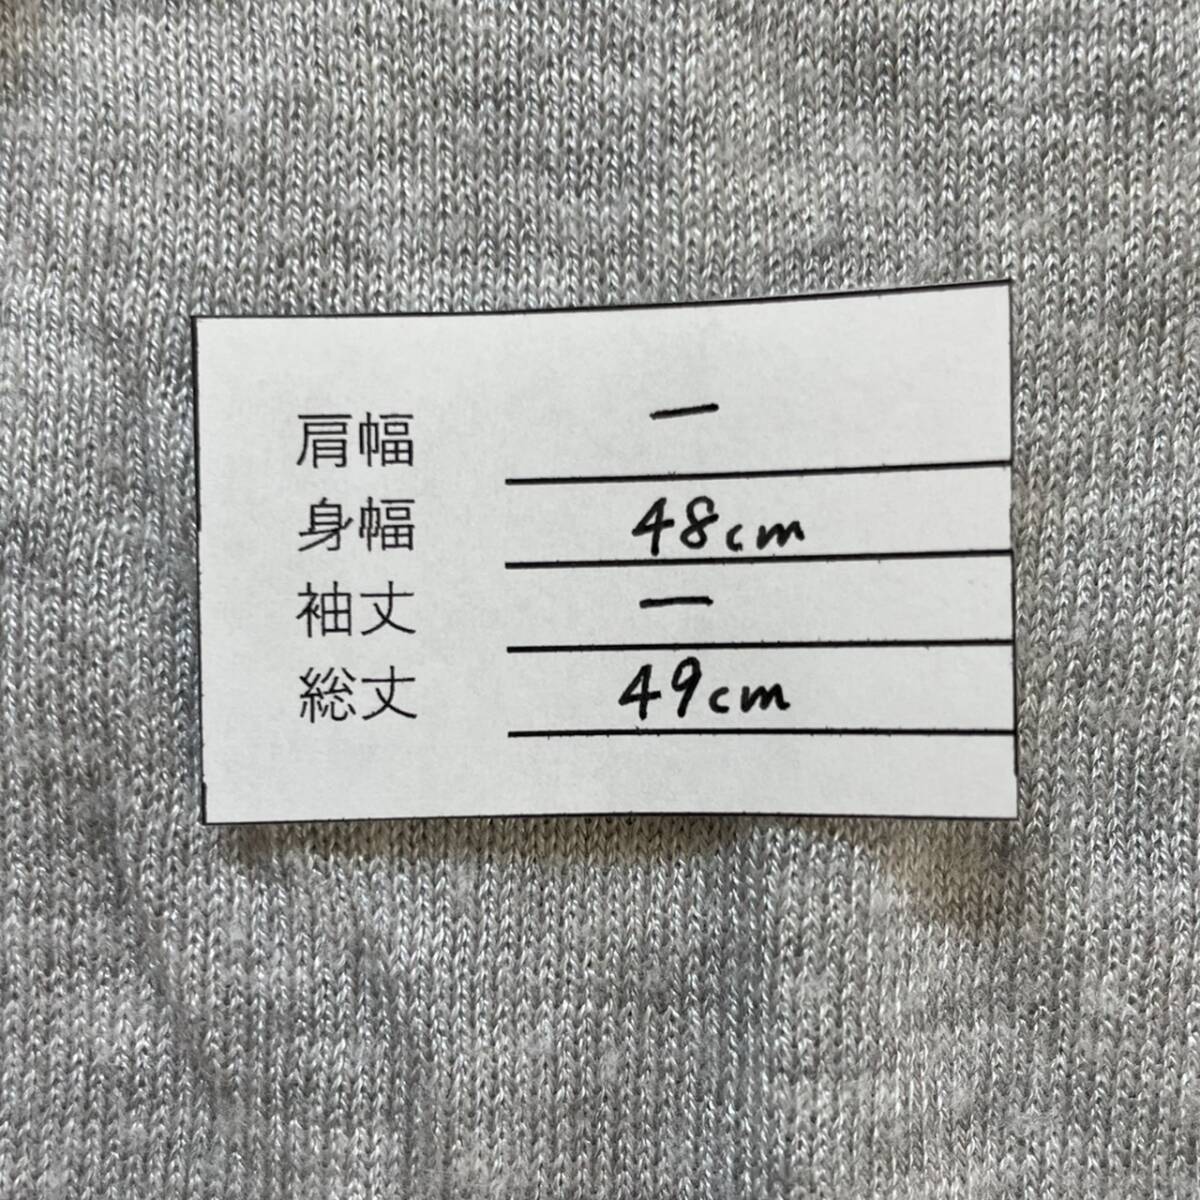 肩幅 ー
身幅 48cm
袖丈 ー
総丈 49cm